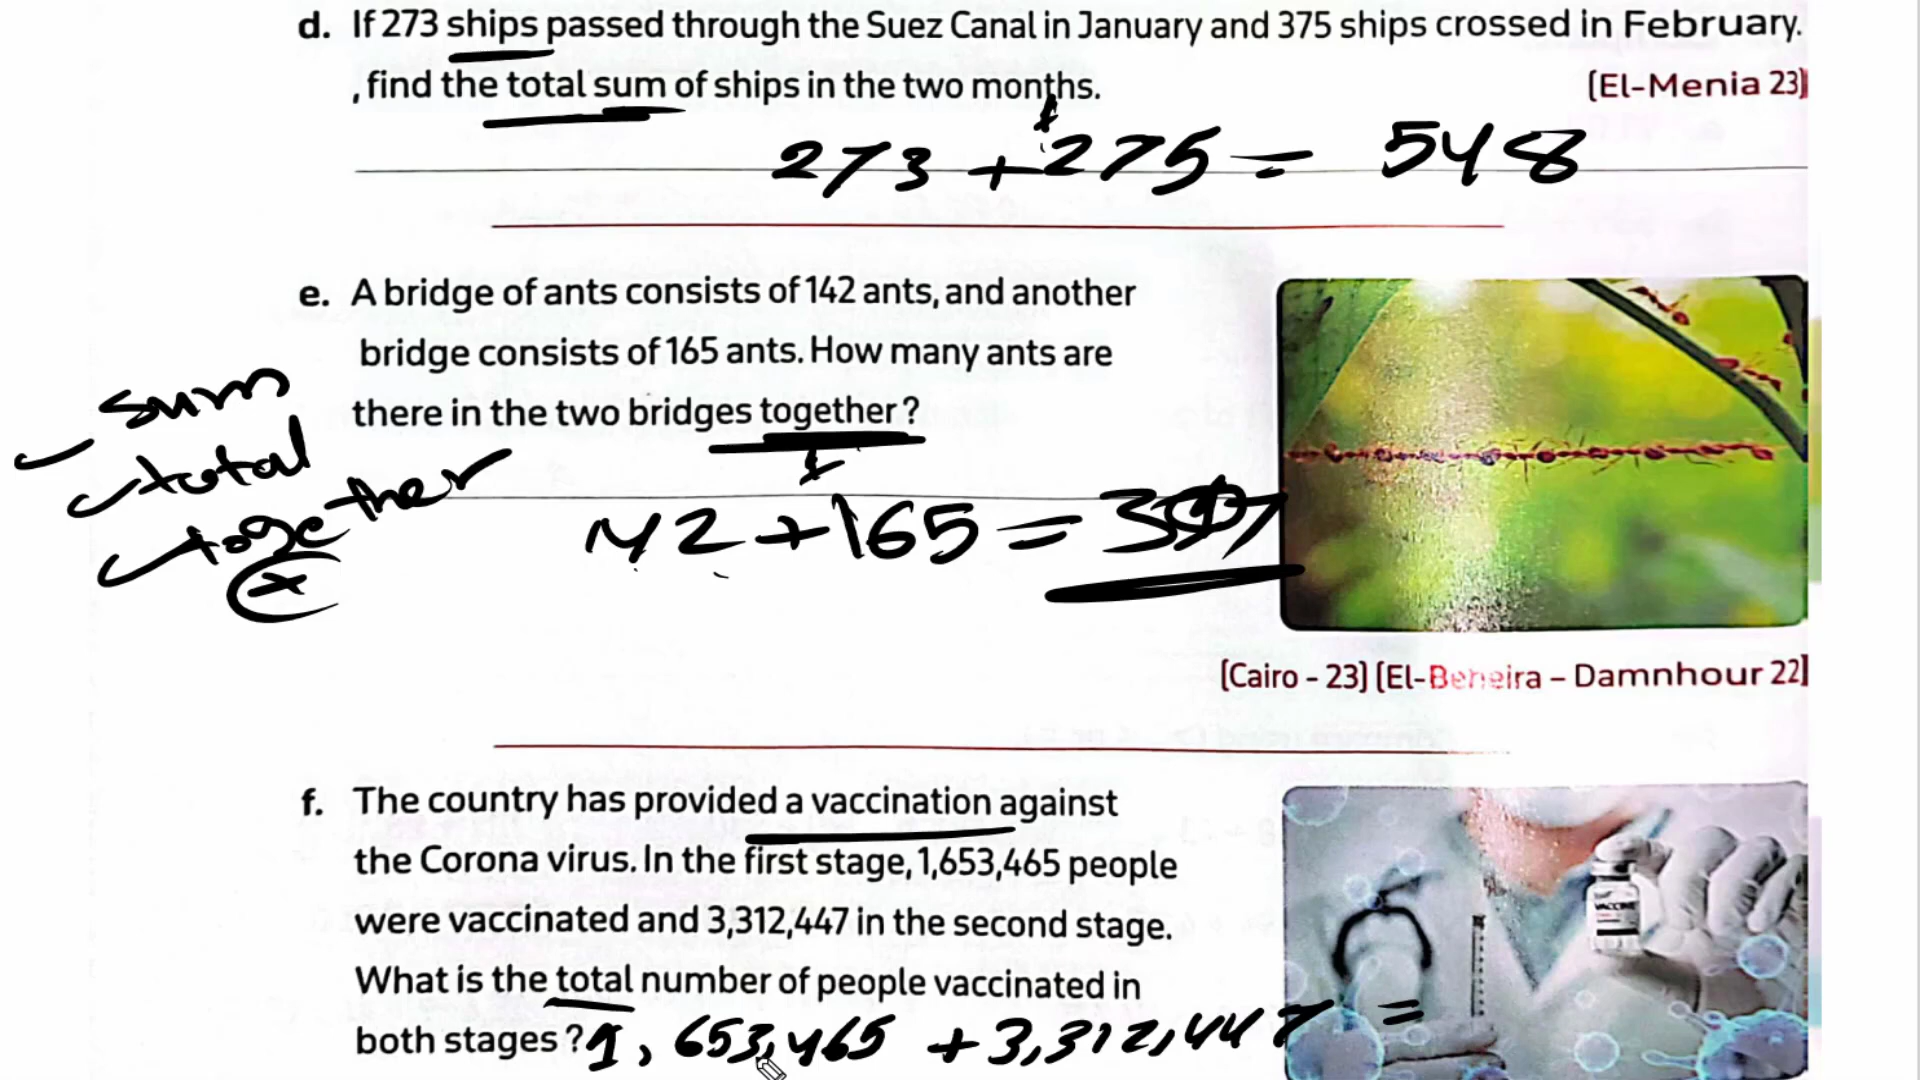 d. If 273 ships passed through the Suez Canal in January and 375 ships crossed in February.
, find the total sum of ships in the two months. [El-Menia 23]
273 + 275 = 548
e. A bridge of ants consists of 142 ants, and another
bridge consists of 165 ants. How many ants are
there in the two bridges together?
sum
total
together
+
142 + 165 = 307
[Cairo - 23] [El-Beheira – Damnhour 22]
f. The country has provided a vaccination against
the Corona virus. In the first stage, 1,653,465 people
were vaccinated and 3,312,447 in the second stage.
What is the total number of people vaccinated in
both stages ?
1,653,465 + 3,312,447 =
VACCINE